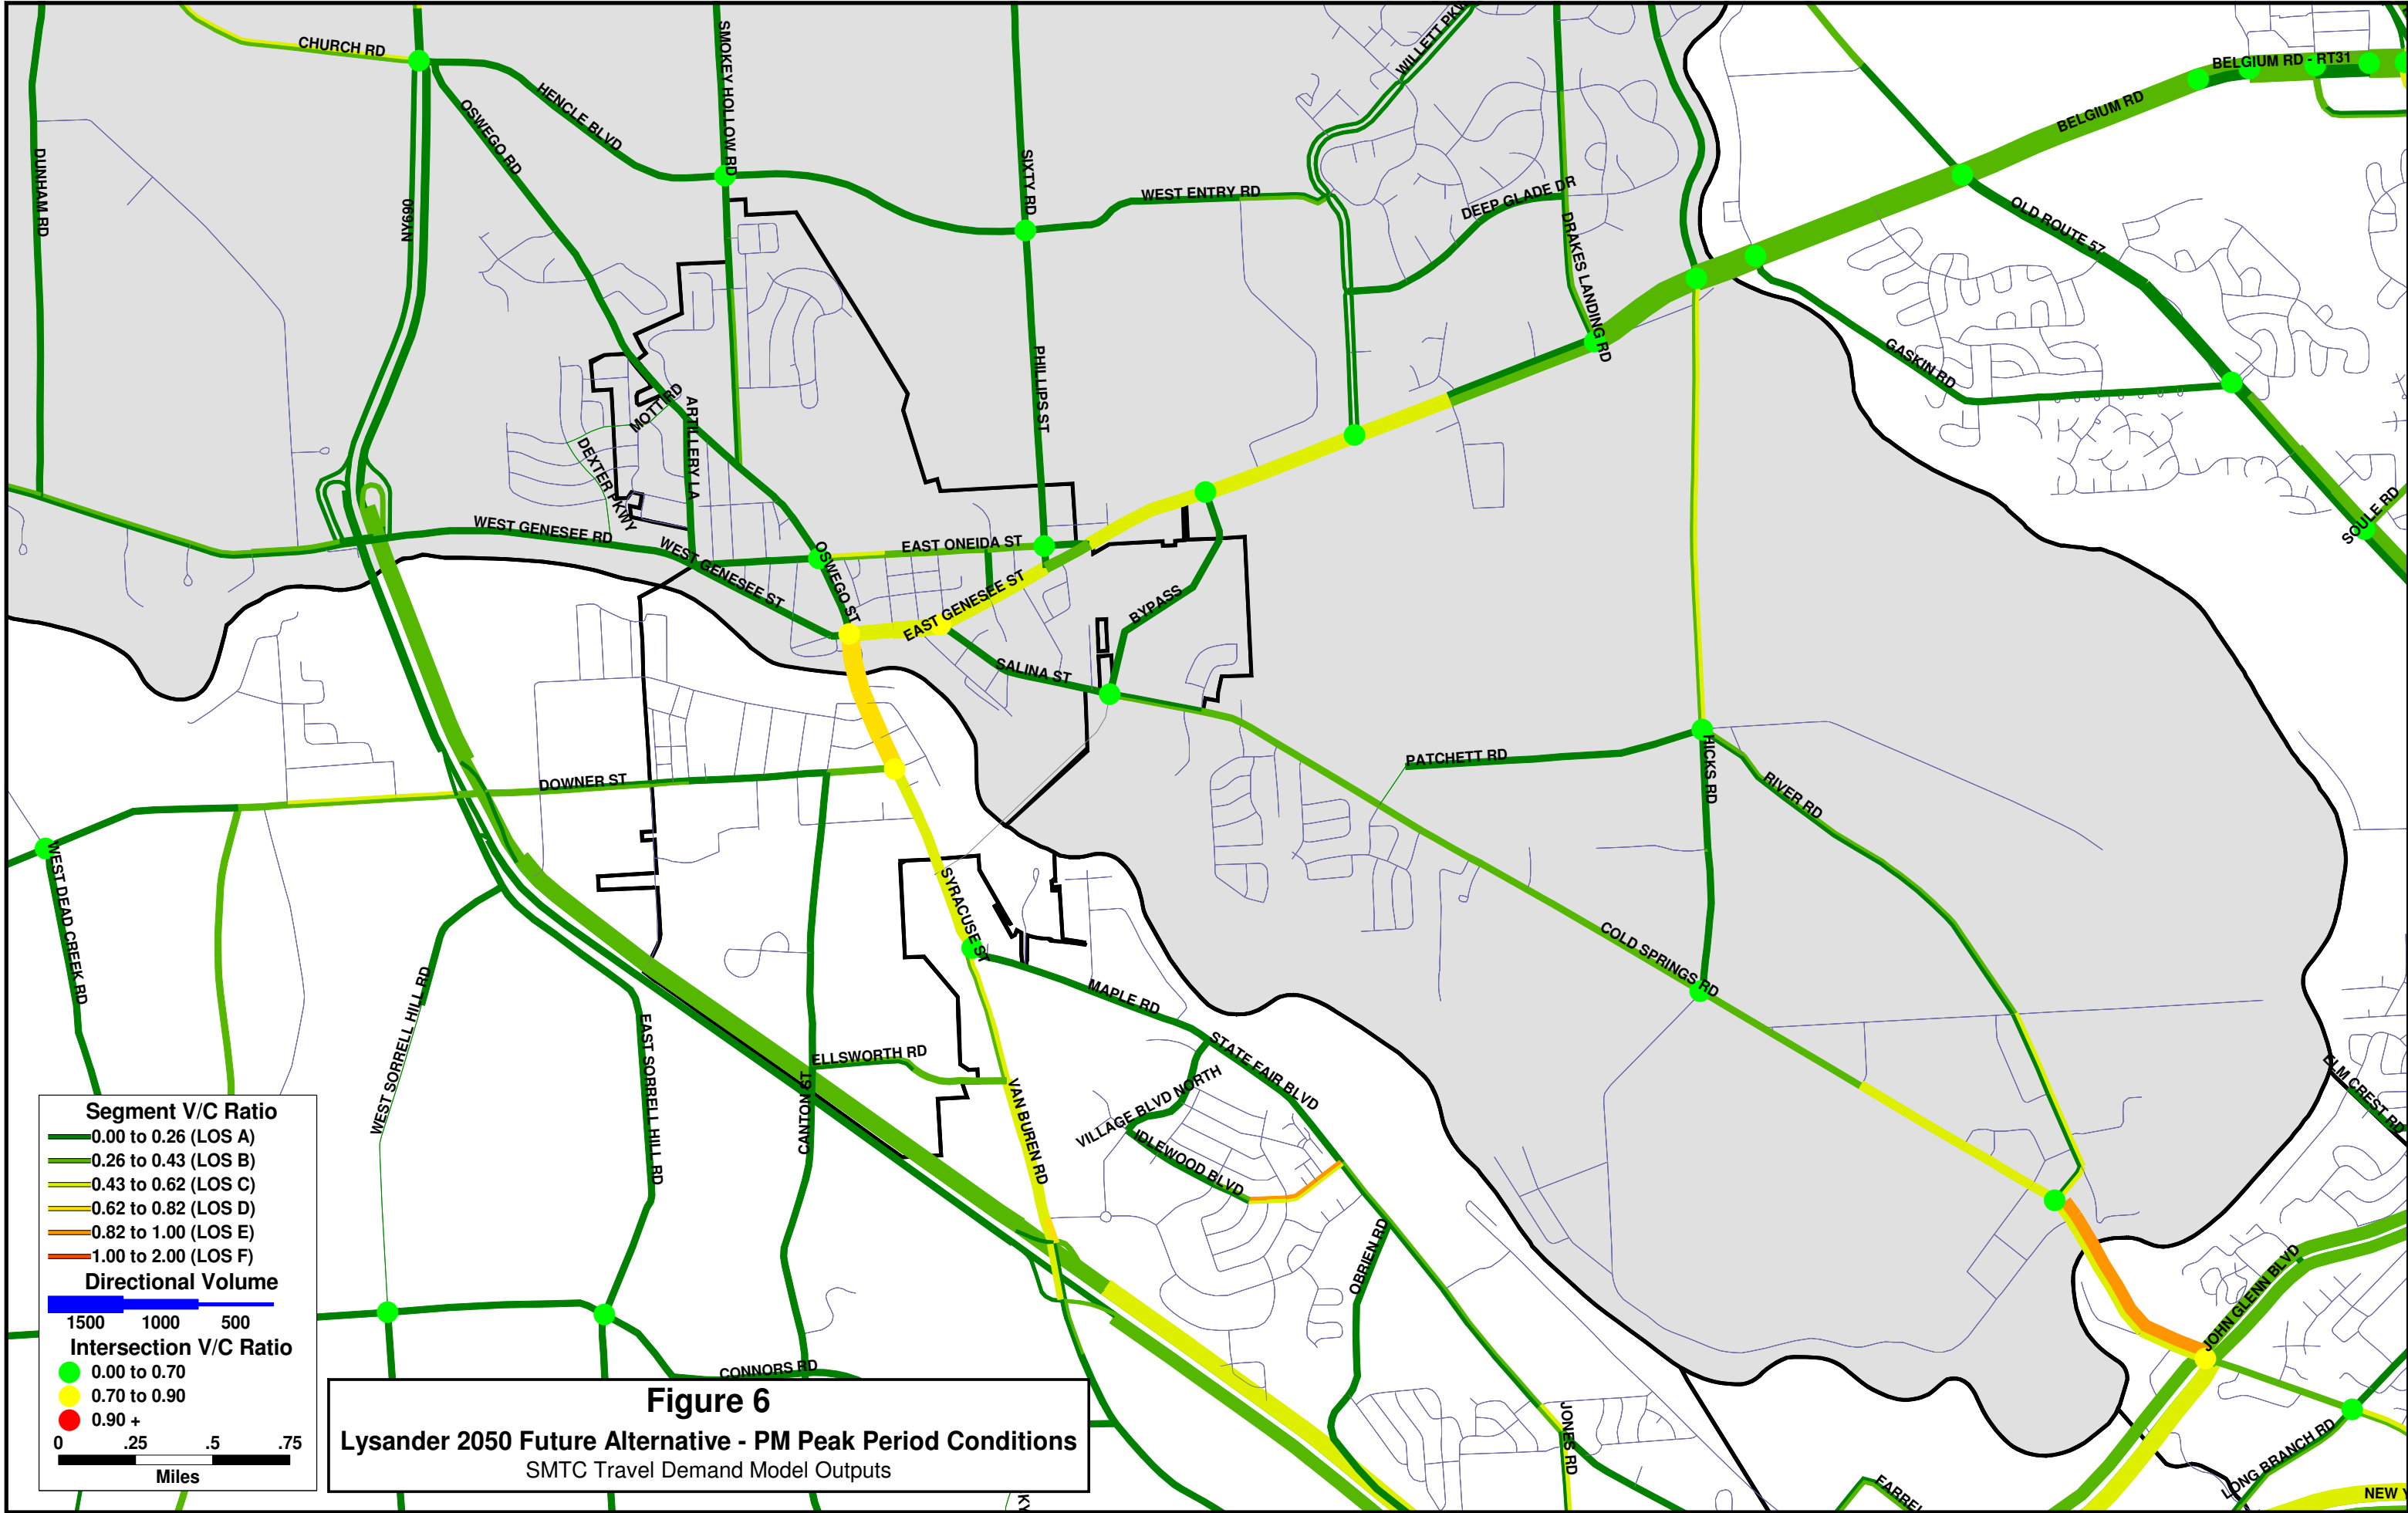 CHURCH RD
SMOKEY HOLLOW RD
WILLETT PKW
BELGIUM RD - RT31
HENCLE BLVD
OSWEGO RD
BELGIUM RD
DUNHAM RD
NY690
SIXTY RD
WEST ENTRY RD
DEEP GLADE DR
DRAKES LANDING RD
OLD ROUTE 57
PHILLIPS ST
GASKIN RD
MOTT RD
ARTILLERY LA
DEXTER PKWY
SOULE RD
WEST GENESEE RD
WEST GENESEE ST
OSWEGO ST
EAST ONEIDA ST
EAST GENESEE ST
BYPASS
SALINA ST
PATCHETT RD
HICKS RD
RIVER RD
DOWNER ST
WEST DEAD CREEK RD
SYRACUSE ST
COLD SPRINGS RD
MAPLE RD
WEST SORRELL HILL RD
EAST SORRELL HILL RD
ELLSWORTH RD
CANTON ST
STATE FAIR BLVD
VILLAGE BLVD NORTH
IDLEWOOD BLVD
VAN BUREN RD
ELM CREST RD
OBRIEN RD
JOHN GLENN BLVD
CONNORS RD
JONES RD
LONG BRANCH RD
FARREL
NEW Y
KY
Segment V/C Ratio
0.00 to 0.26 (LOS A)
0.26 to 0.43 (LOS B)
0.43 to 0.62 (LOS C)
0.62 to 0.82 (LOS D)
0.82 to 1.00 (LOS E)
1.00 to 2.00 (LOS F)
Directional Volume
1500 1000 500
Intersection V/C Ratio
0.00 to 0.70
0.70 to 0.90
0.90 +
0 .25 .5 .75
Miles
Figure 6
Lysander 2050 Future Alternative - PM Peak Period Conditions
SMTC Travel Demand Model Outputs